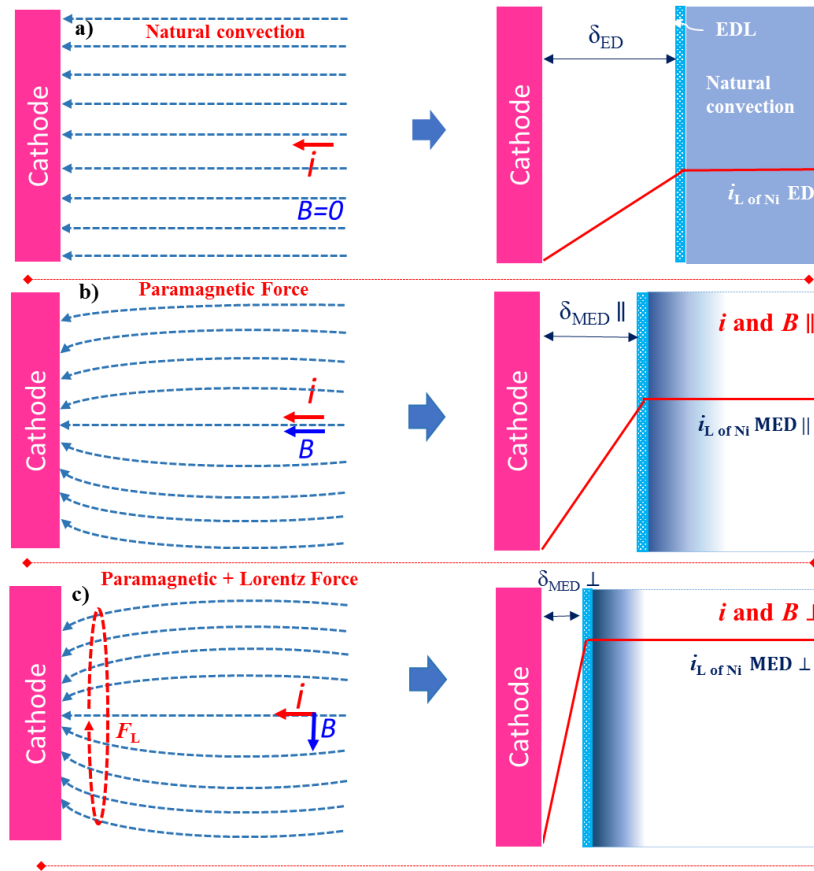 a)
Natural convection
Cathode
i
B=0
δED
Cathode
EDL
Natural
convection
iL of Ni ED
b)
Paramagnetic Force
Cathode
i
B
δMED ∥
Cathode
i and B ∥
iL of Ni MED ∥
Paramagnetic + Lorentz Force
c)
Cathode
FL
i
B
δMED ⊥
Cathode
i and B ⊥
iL of Ni MED ⊥